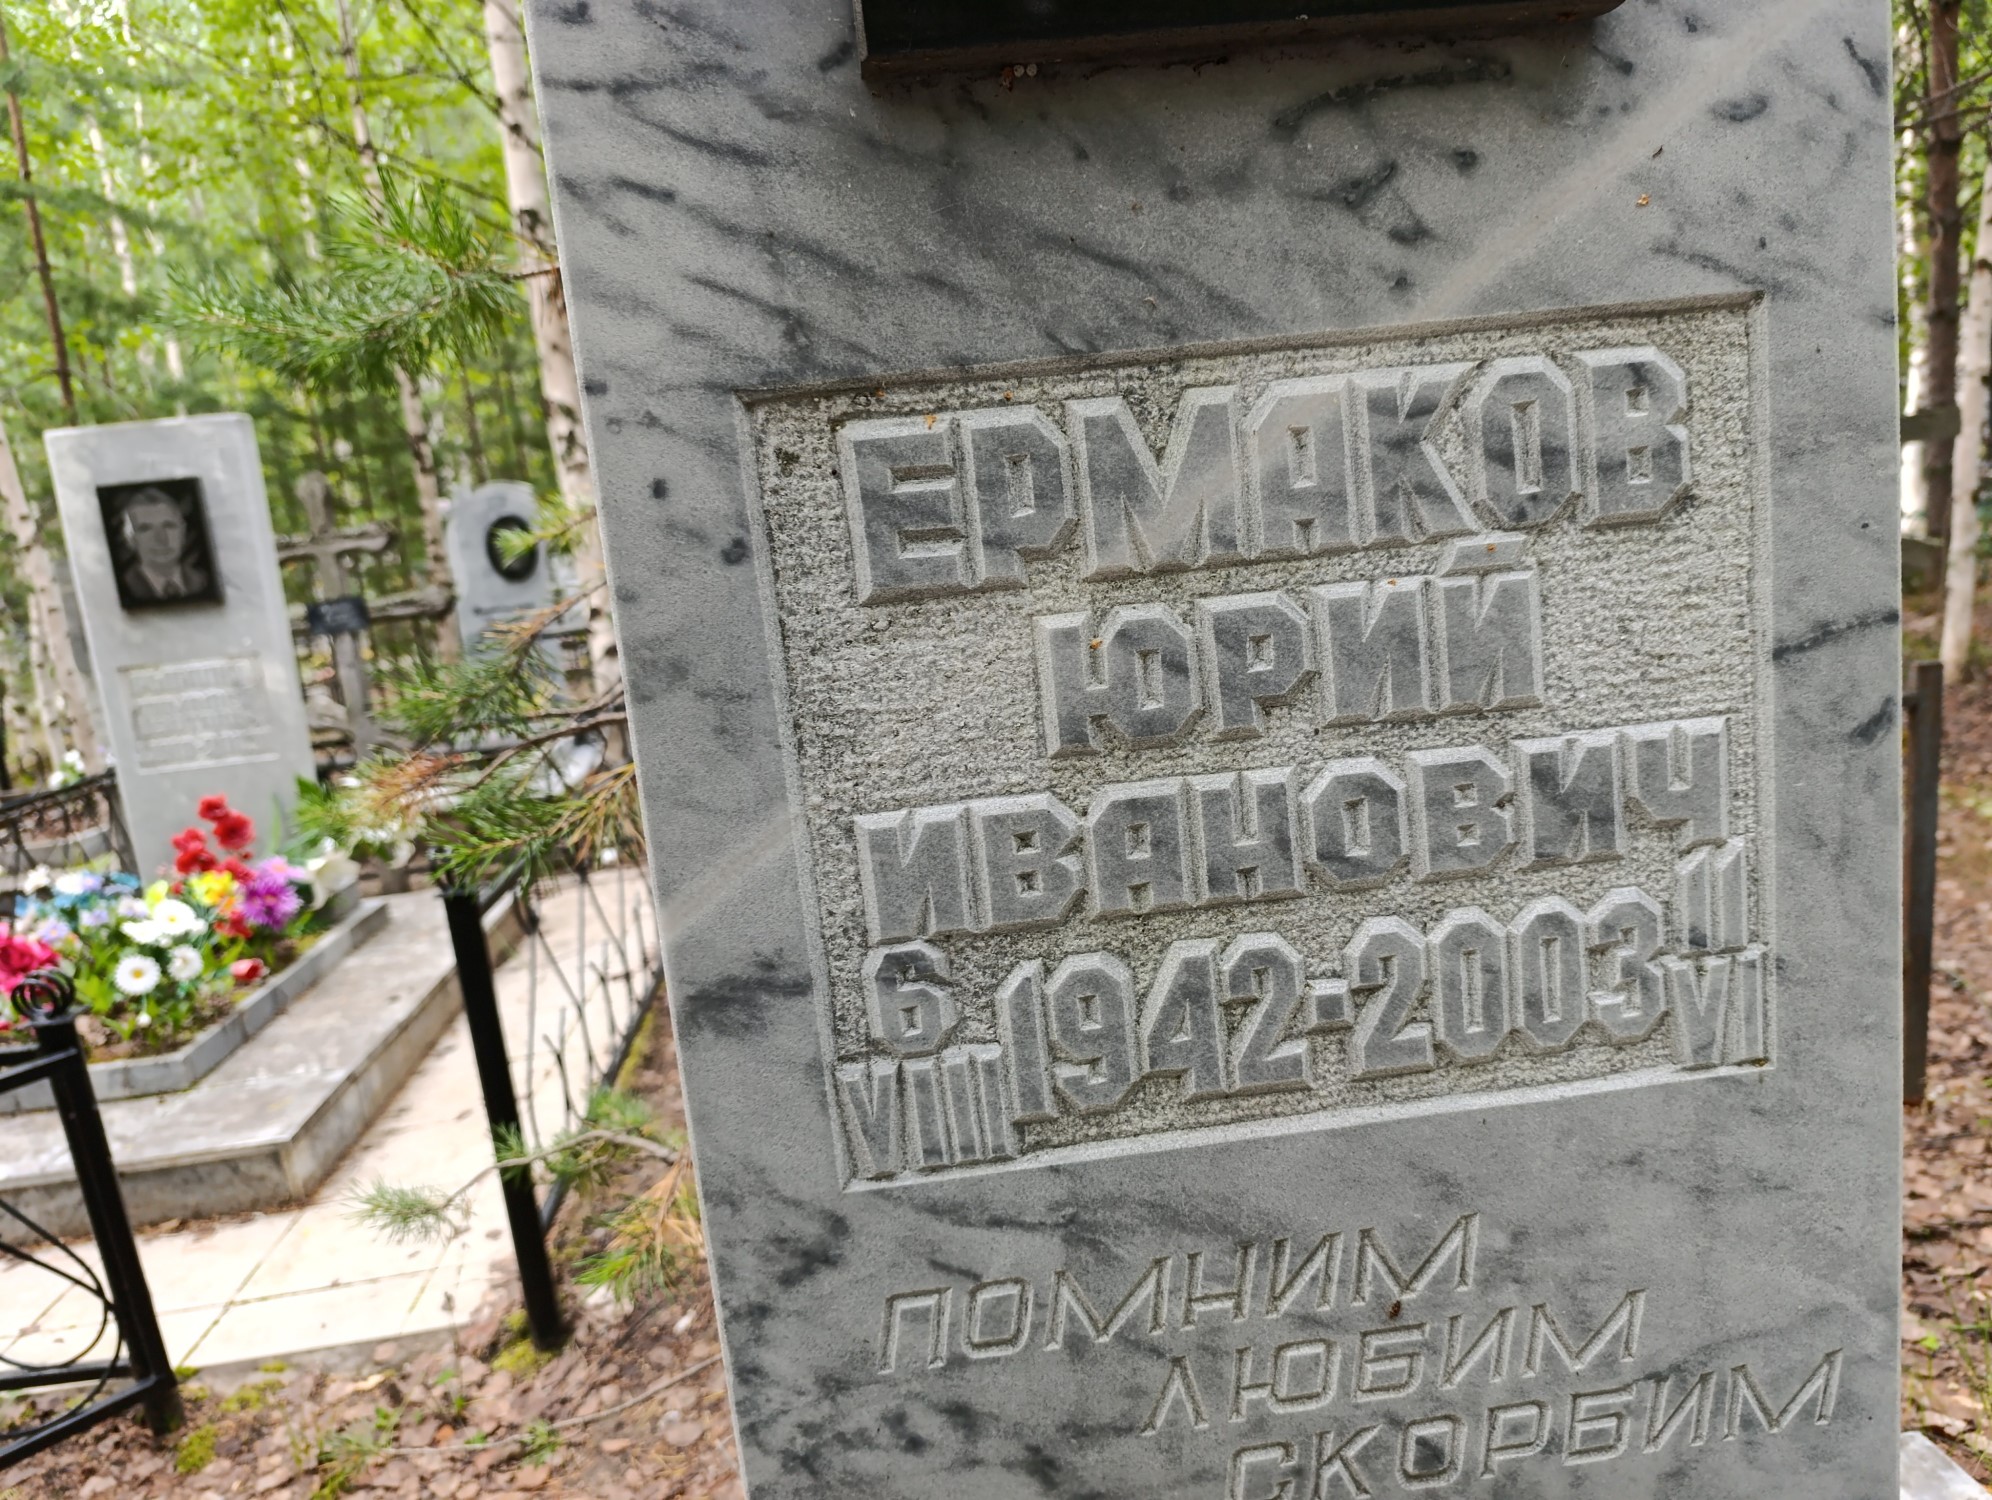 ЕРМАКОВ
ЮРИЙ
ИВАНОВИЧ
6 VIII 1942-2003 11 VI
ПОМНИМ
ЛЮБИМ
СКОРБИМ